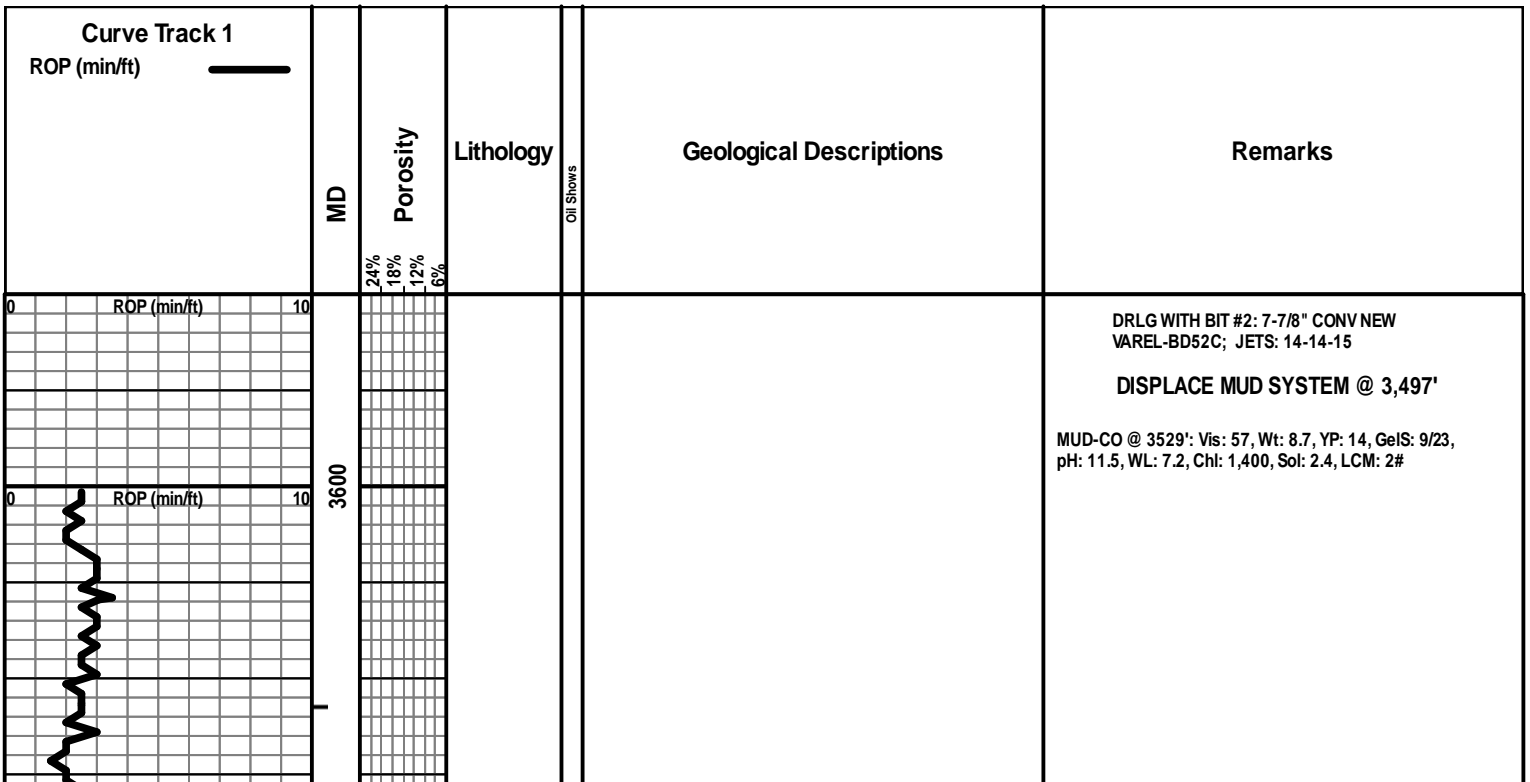 Curve Track 1
ROP (min/ft)
MD
Porosity
24%
18%
12%
6%
Lithology
Oil Shows
Geological Descriptions
Remarks
0 ROP (min/ft) 10
DRLG WITH BIT #2: 7-7/8" CONV NEW
VAREL-BD52C; JETS: 14-14-15
DISPLACE MUD SYSTEM @ 3,497'
MUD-CO @ 3529': Vis: 57, Wt: 8.7, YP: 14, GelS: 9/23,
pH: 11.5, WL: 7.2, Chl: 1,400, Sol: 2.4, LCM: 2#
3600
0 ROP (min/ft) 10